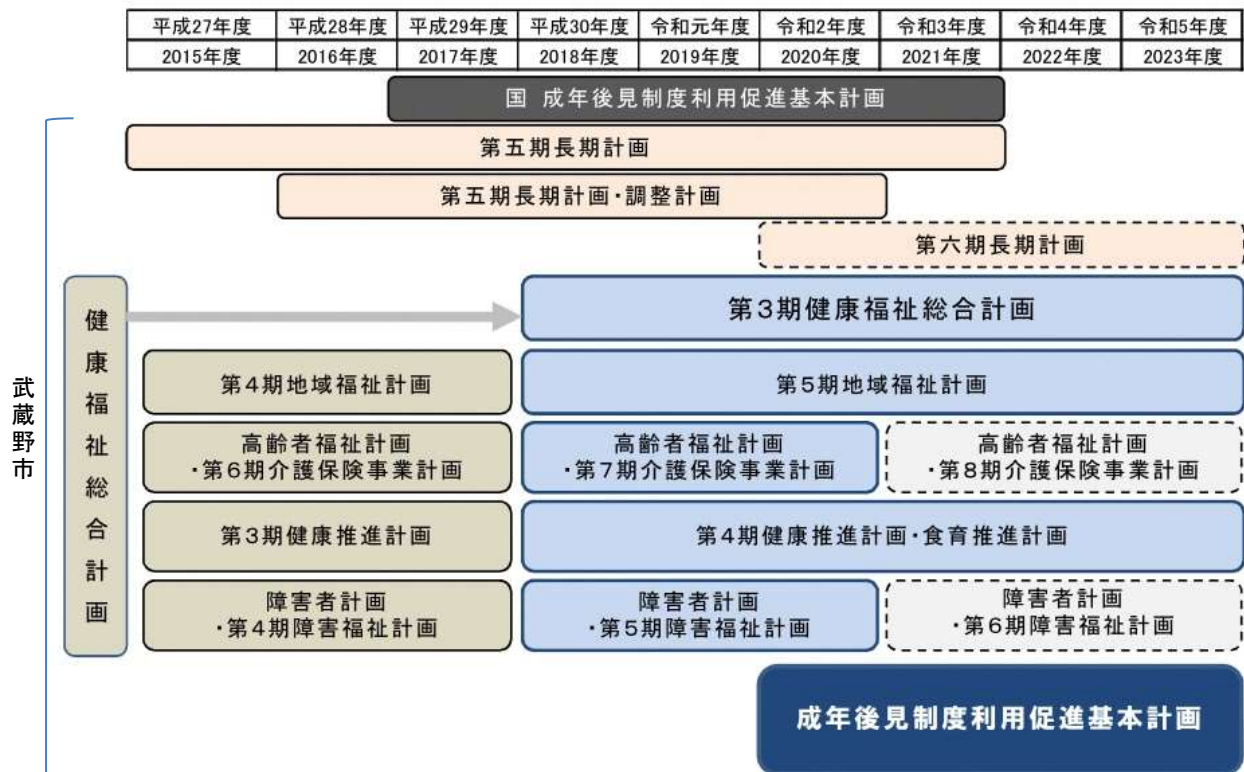 平成27年度 平成28年度 平成29年度 平成30年度 令和元年度 令和2年度 令和3年度 令和4年度 令和5年度
2015年度 2016年度 2017年度 2018年度 2019年度 2020年度 2021年度 2022年度 2023年度
国 成年後見制度利用促進基本計画
第五期長期計画
第五期長期計画・調整計画
第六期長期計画
武蔵野市
健康福祉総合計画
第3期健康福祉総合計画
第4期地域福祉計画
第5期地域福祉計画
高齢者福祉計画
・第6期介護保険事業計画
高齢者福祉計画
・第7期介護保険事業計画
高齢者福祉計画
・第8期介護保険事業計画
第3期健康推進計画
第4期健康推進計画・食育推進計画
障害者計画
・第4期障害福祉計画
障害者計画
・第5期障害福祉計画
障害者計画
・第6期障害福祉計画
成年後見制度利用促進基本計画